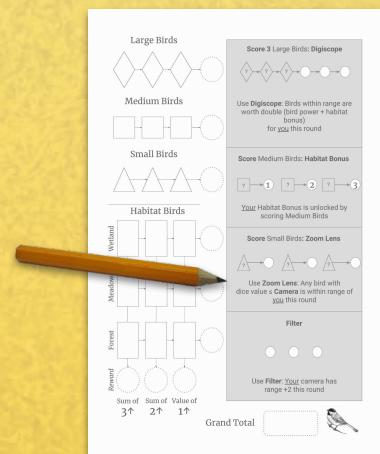 Large Birds
Medium Birds
Small Birds
Habitat Birds
Wetland
Meadow
Forest
Reward
Sum of Sum of Value of
3↑ 2↑ 1↑
Score 3 Large Birds: Digiscope
? ? ?
Use Digiscope: Birds within range are
worth double (bird power + habitat
bonus)
for you this round
Score Medium Birds: Habitat Bonus
? 1 ? 2 ? 3
Your Habitat Bonus is unlocked by
scoring Medium Birds
Score Small Birds: Zoom Lens
? ? ?
Use Zoom Lens: Any bird with
dice value ≤ Camera is within range of
you this round
Filter
Use Filter: Your camera has
range +2 this round
Grand Total